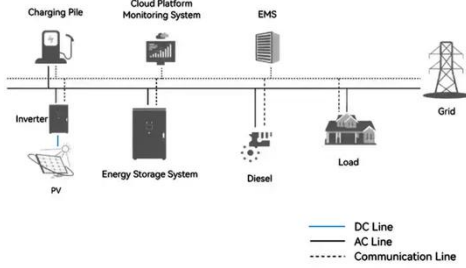 Charging Pile
Cloud Platform
Monitoring System
EMS
Grid
Inverter
PV
Energy Storage System
Diesel
Load
DC Line
AC Line
Communication Line